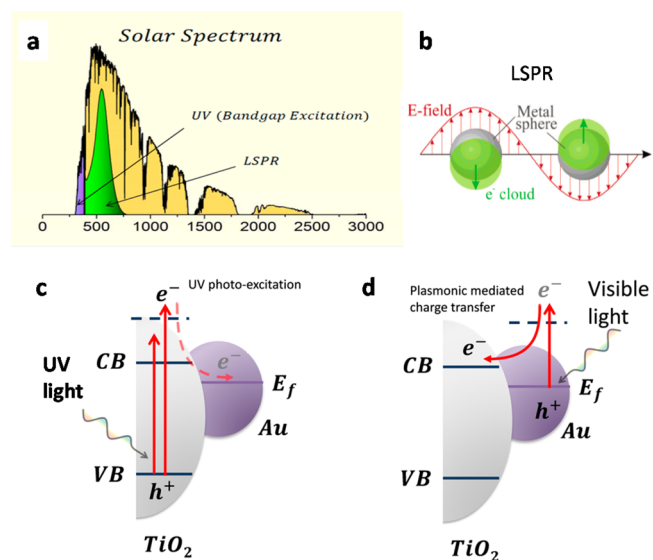 a
Solar Spectrum
UV (Bandgap Excitation)
LSPR
0 500 1000 1500 2000 2500 3000
b
LSPR
E-field
Metal
sphere
e⁻ cloud
c
e⁻ UV photo-excitation
CB
e⁻
UV
light
E_f
Au
VB
h⁺
TiO₂
d
Plasmonic mediated
charge transfer
e⁻
Visible
light
e⁻
CB
E_f
h⁺
Au
VB
TiO₂